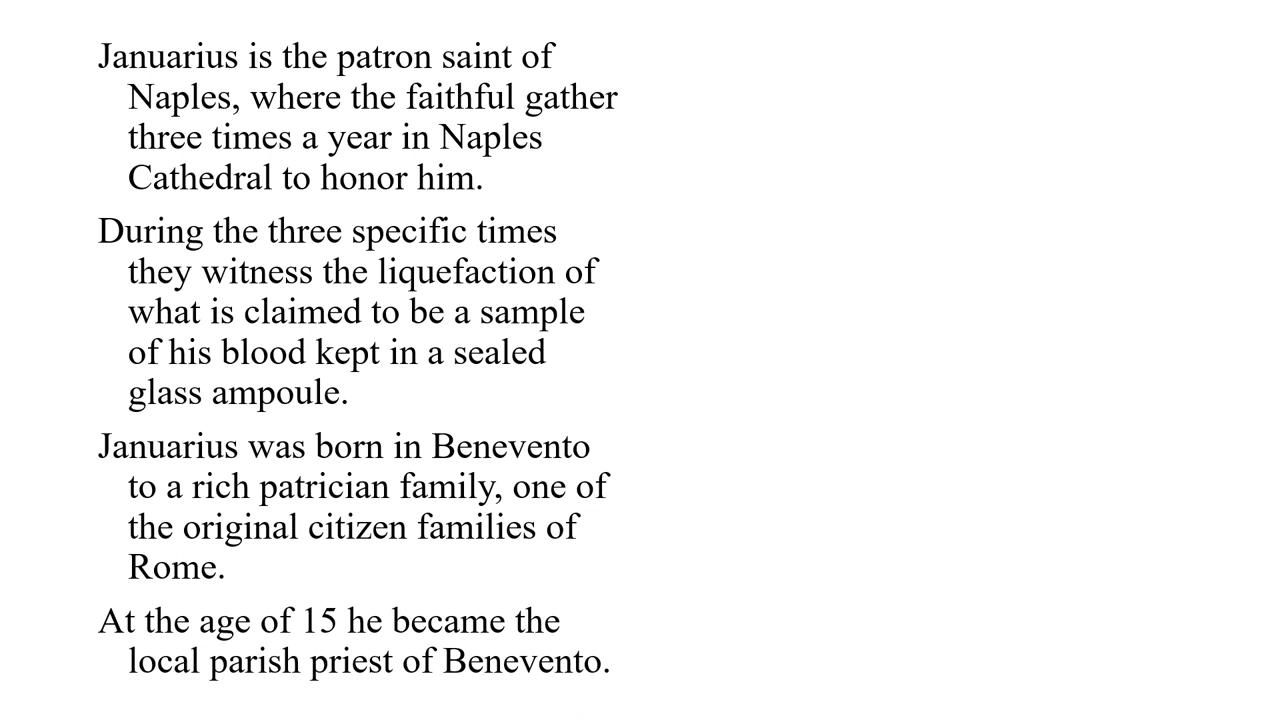 Januarius is the patron saint of
Naples, where the faithful gather
three times a year in Naples
Cathedral to honor him.
During the three specific times
they witness the liquefaction of
what is claimed to be a sample
of his blood kept in a sealed
glass ampoule.
Januarius was born in Benevento
to a rich patrician family, one of
the original citizen families of
Rome.
At the age of 15 he became the
local parish priest of Benevento.